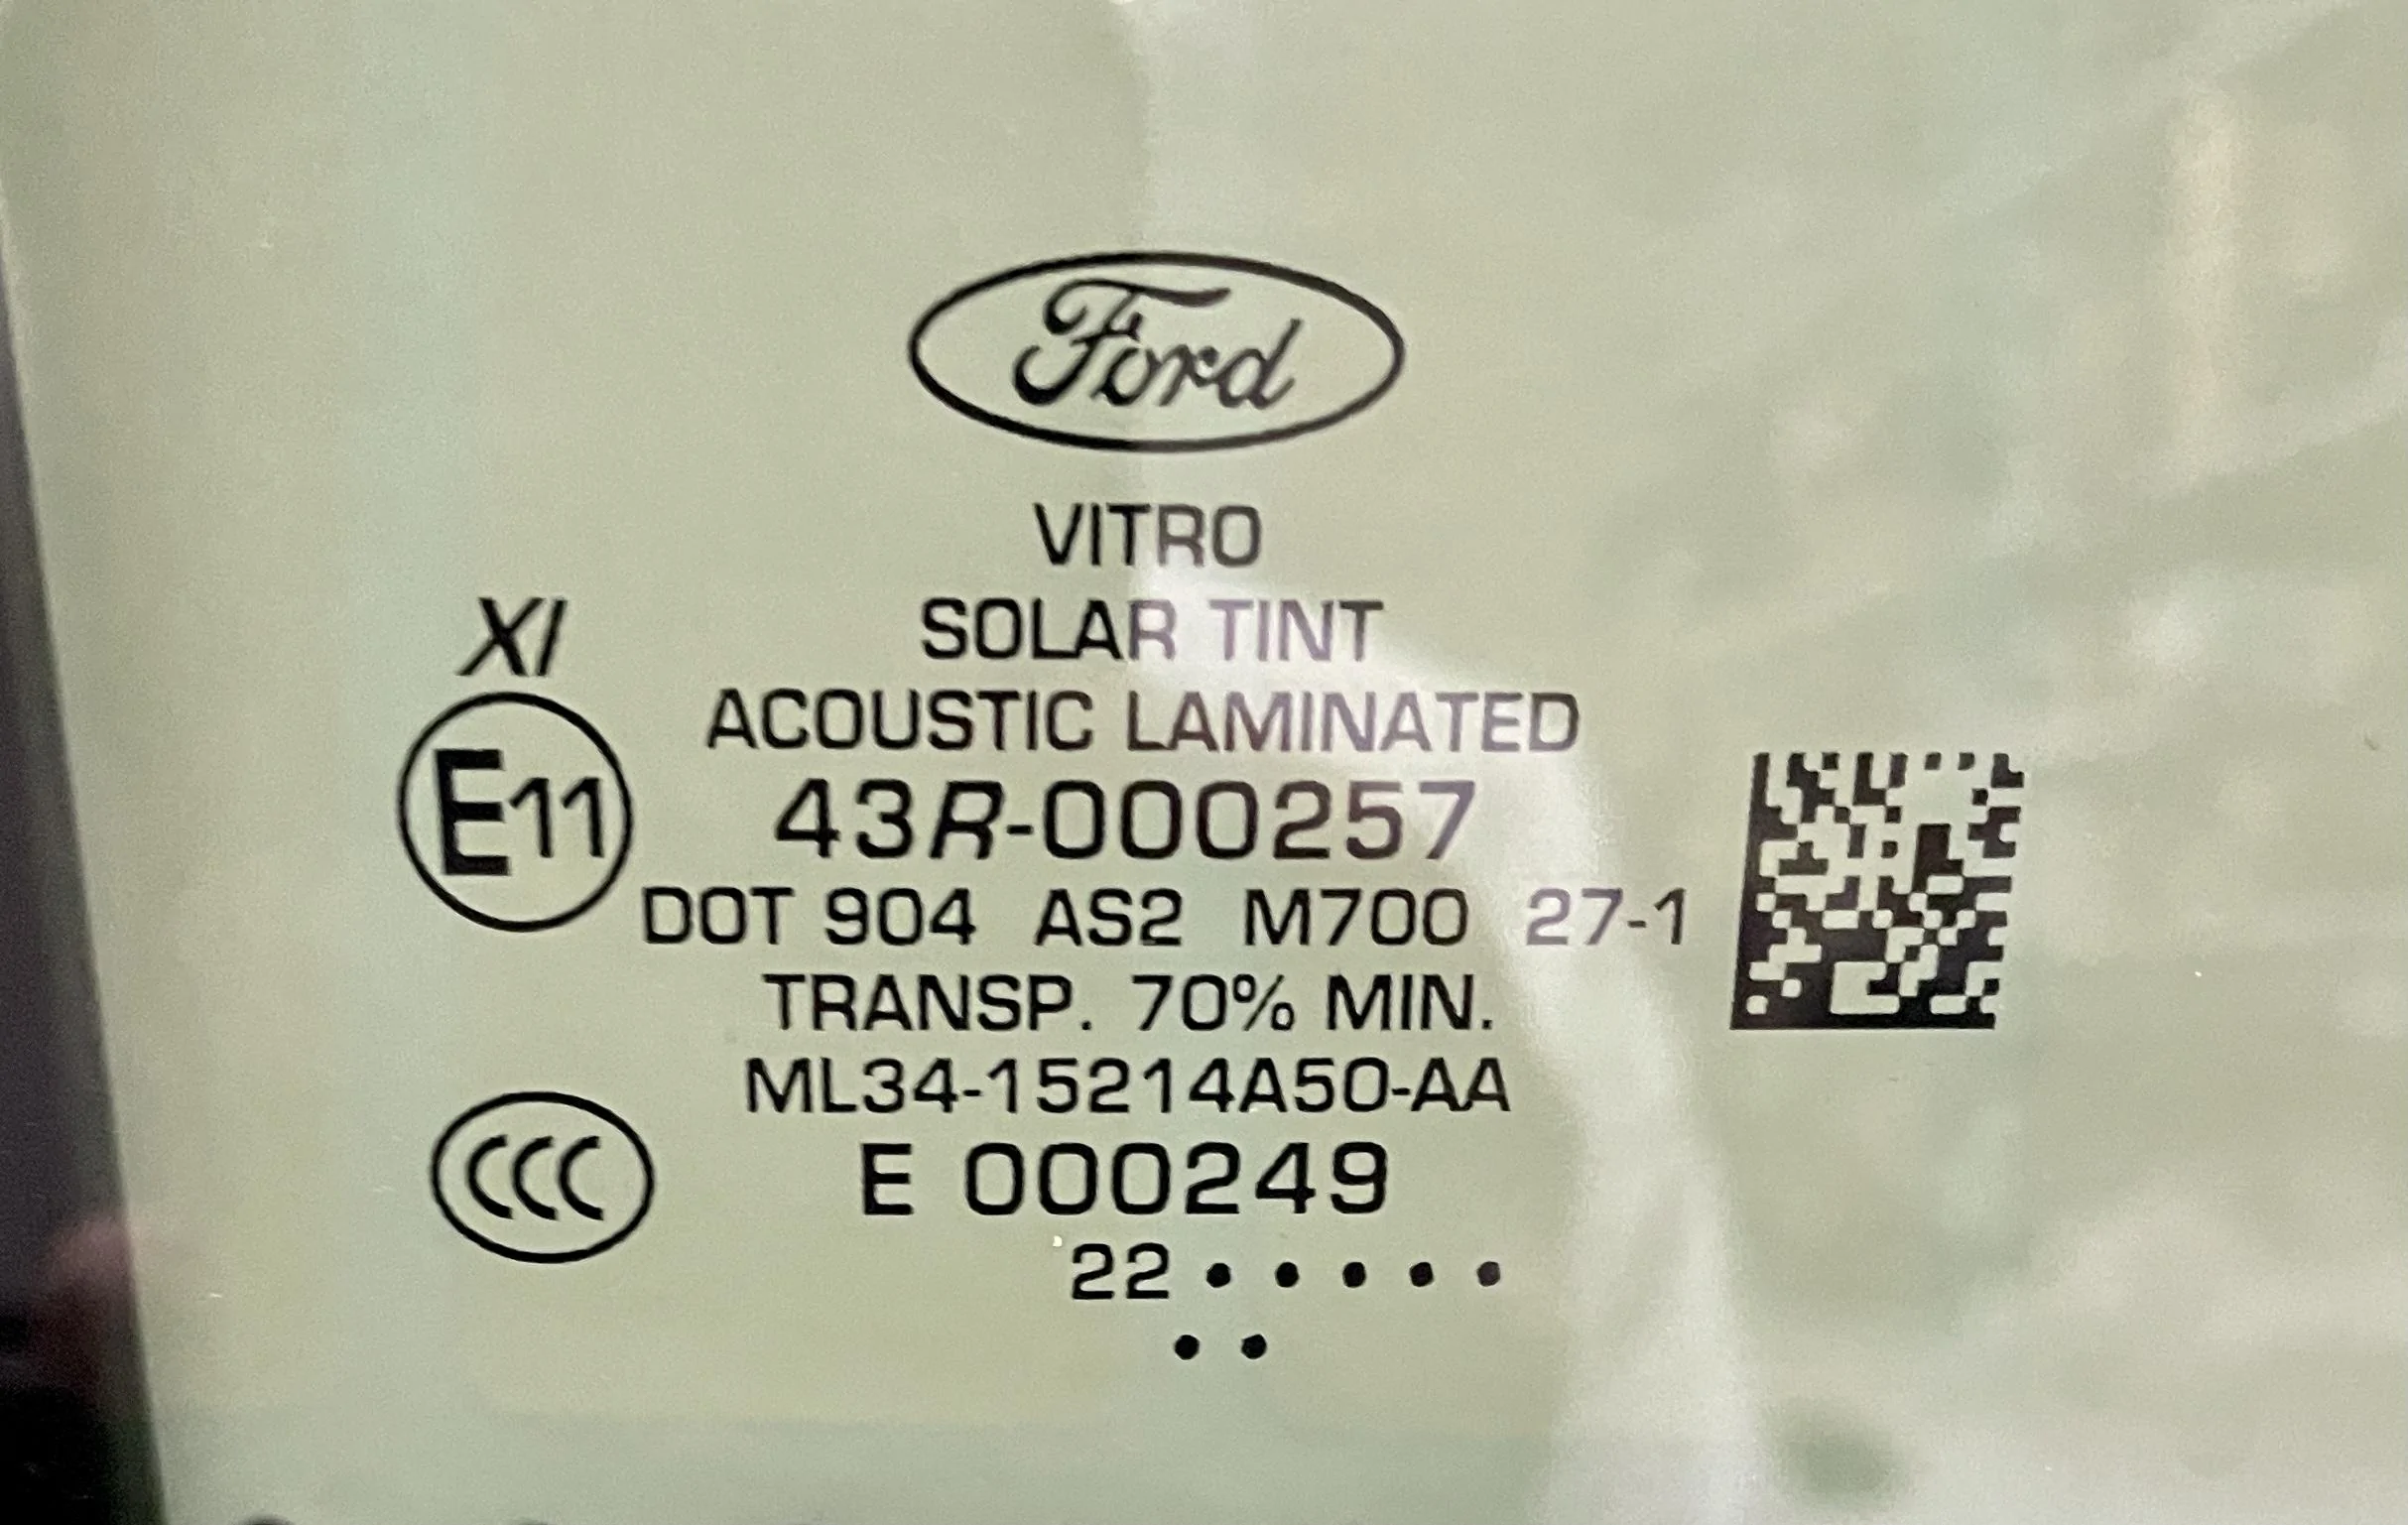 Ford
VITRO
SOLAR TINT
XI
ACOUSTIC LAMINATED
E11
43R-000257
DOT 904 AS2 M700 27-1
TRANSP. 70% MIN.
ML34-15214A50-AA
CCC
E 000249
22 • • • • •
• •